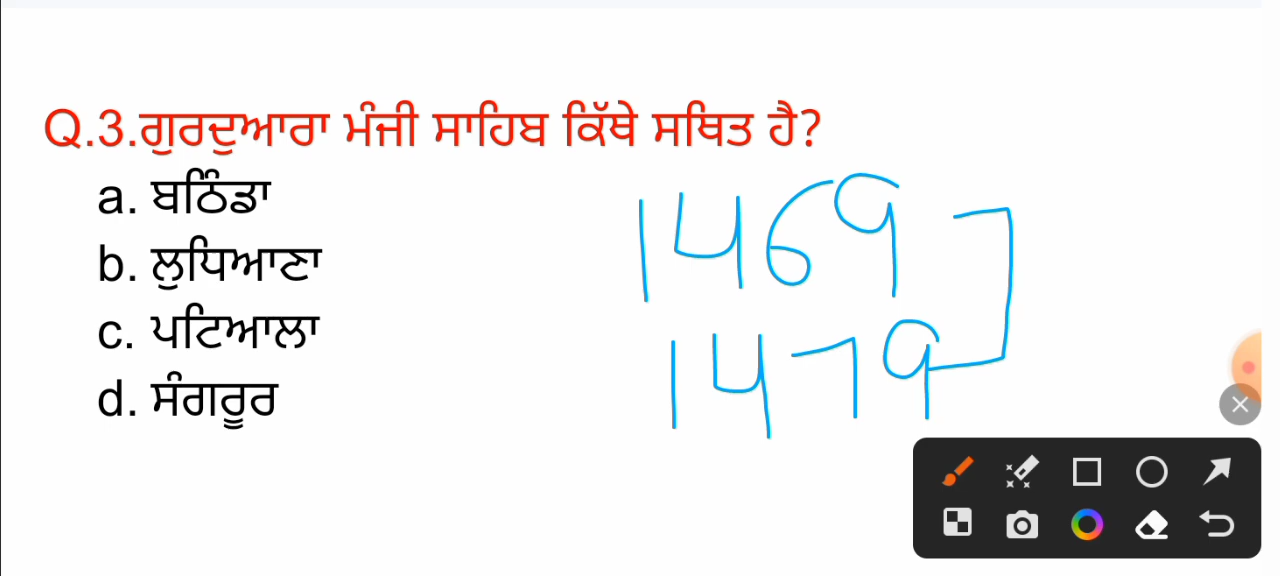 Q.3.ਗੁਰਦੁਆਰਾ ਮੰਜੀ ਸਾਹਿਬ ਕਿੱਥੇ ਸਥਿਤ ਹੈ?
a. ਬਠਿੰਡਾ
b. ਲੁਧਿਆਣਾ
c. ਪਟਿਆਲਾ
d. ਸੰਗਰੂਰ
1469
1479